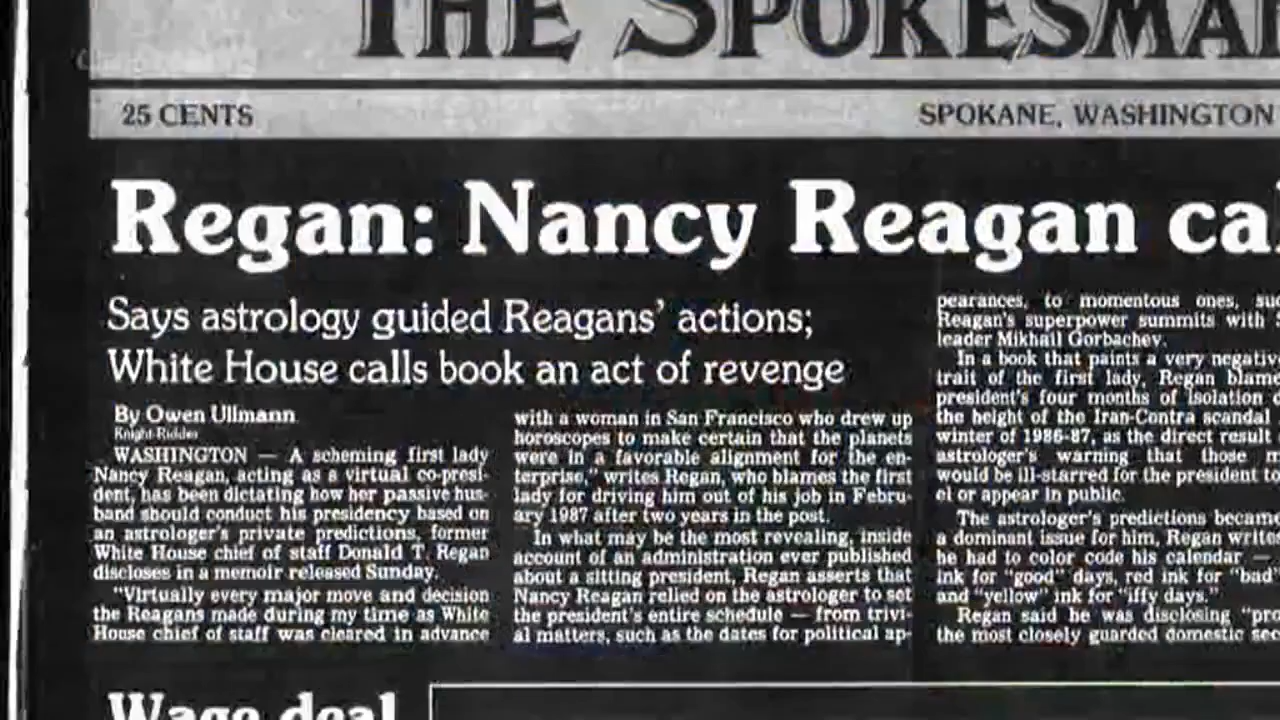 THE SPOKESMAN
25 CENTS
SPOKANE, WASHINGTON
Regan: Nancy Reagan ca
Says astrology guided Reagans' actions;
White House calls book an act of revenge
By Owen Ullmann
Knight-Ridder
WASHINGTON — A scheming first lady
Nancy Reagan, acting as a virtual co-presi-
dent, has been dictating how her passive hus-
band should conduct his presidency based on
an astrologer's private predictions, former
White House chief of staff Donald T. Regan
discloses in a memoir released Sunday.
"Virtually every major move and decision
the Reagans made during my time as White
House chief of staff was cleared in advance
with a woman in San Francisco who drew up
horoscopes to make certain that the planets
were in a favorable alignment for the en-
terprise," writes Regan, who blames the first
lady for driving him out of his job in Febru-
ary 1987 after two years in the post.
In what may be the most revealing, inside
account of an administration ever published
about a sitting president, Regan asserts that
Nancy Reagan relied on the astrologer to set
the president's entire schedule — from trivi-
al matters, such as the dates for political ap-
pearances, to momentous ones, suc
Reagan's superpower summits with
leader Mikhail Gorbachev.
In a book that paints a very negative
trait of the first lady, Regan blame
president's four months of isolation
the height of the Iran-Contra scandal
winter of 1986-87, as the direct result
astrologer's warning that those m
would be ill-starred for the president to
el or appear in public.
The astrologer's predictions became
a dominant issue for him, Regan writes
he had to color code his calendar —
ink for "good" days, red ink for "bad"
and "yellow" ink for "iffy days."
Regan said he was disclosing "pro
the most closely guarded domestic sec
Wage deal